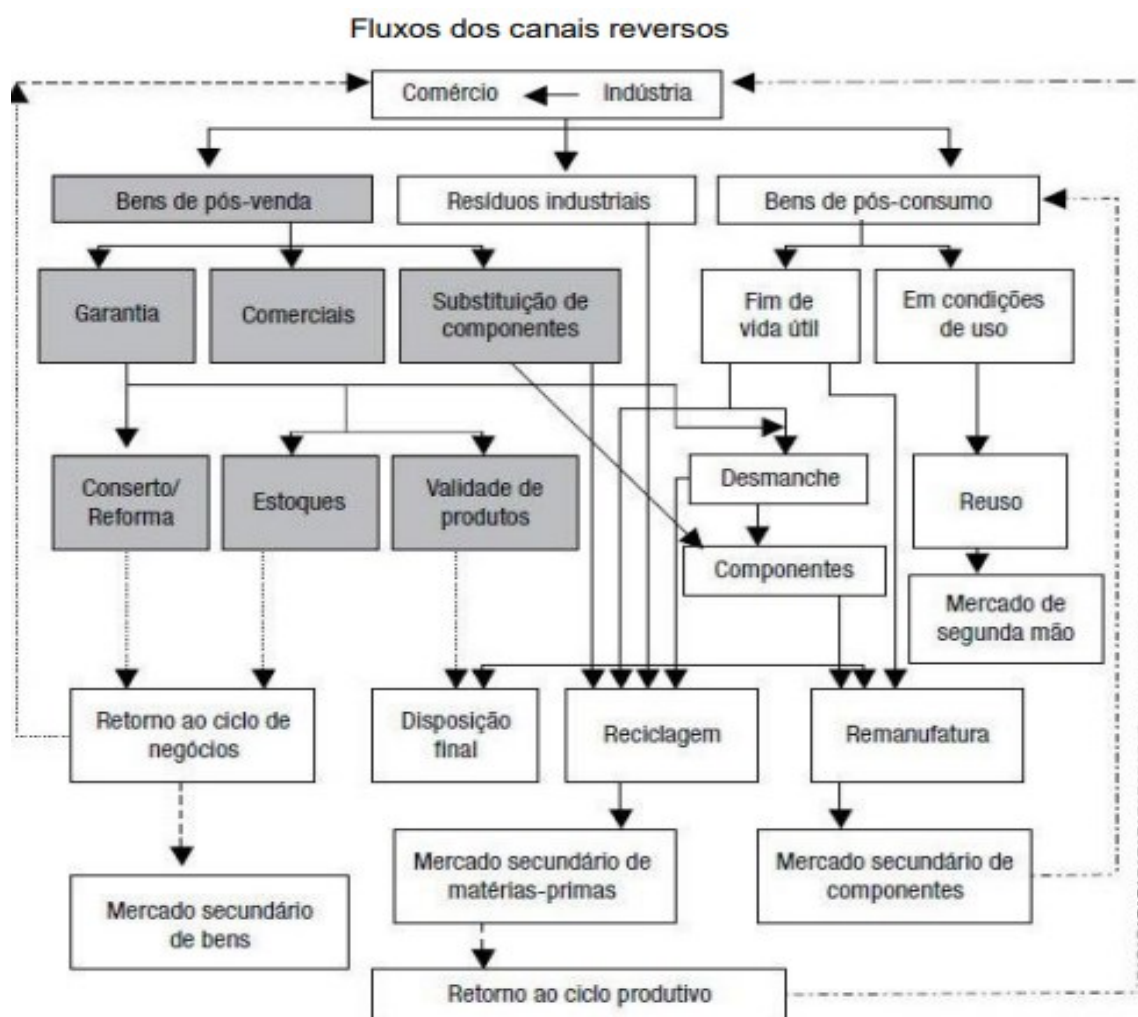 Fluxos dos canais reversos
Comércio
Indústria
Bens de pós-venda
Resíduos industriais
Bens de pós-consumo
Garantia
Comerciais
Substituição de
componentes
Fim de
vida útil
Em condições
de uso
Conserto/
Reforma
Estoques
Validade de
produtos
Desmanche
Reuso
Componentes
Mercado de
segunda mão
Retorno ao ciclo de
negócios
Disposição
final
Reciclagem
Remanufatura
Mercado secundário
de bens
Mercado secundário de
matérias-primas
Mercado secundário de
componentes
Retorno ao ciclo produtivo